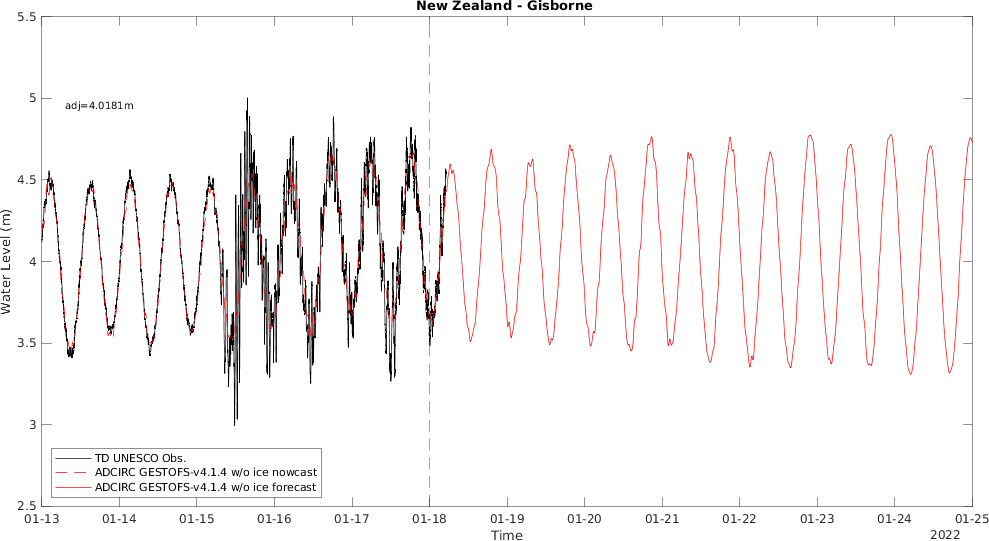 New Zealand - Gisborne
5.5
5
4.5
4
3.5
3
2.5
Water Level (m)
adj=4.0181m
TD UNESCO Obs.
ADCIRC GESTOFS-v4.1.4 w/o ice nowcast
ADCIRC GESTOFS-v4.1.4 w/o ice forecast
01-13 01-14 01-15 01-16 01-17 01-18 01-19 01-20 01-21 01-22 01-23 01-24 01-25
Time
2022